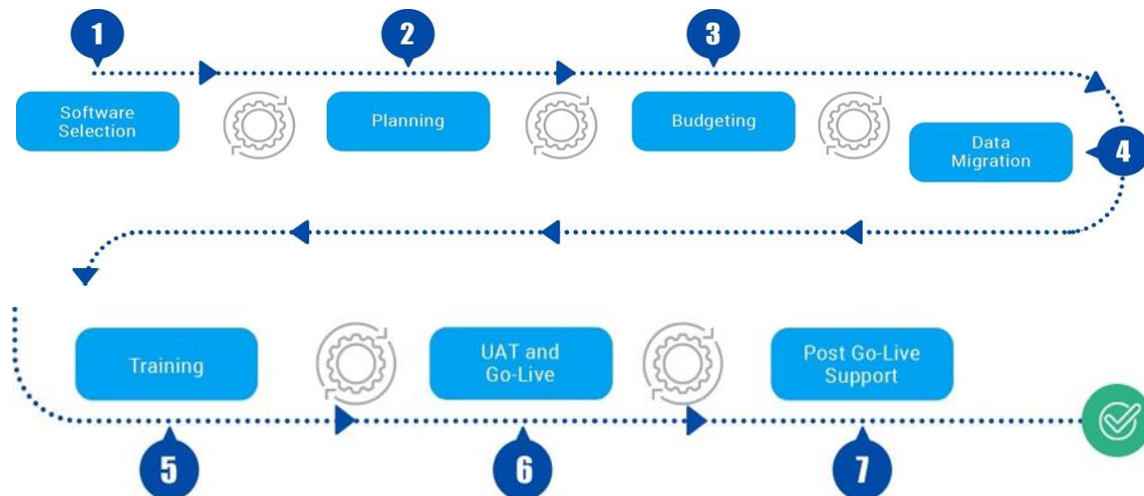 1
2
3
Software
Selection
Planning
Budgeting
Data
Migration
4
Training
UAT and
Go-Live
Post Go-Live
Support
5
6
7